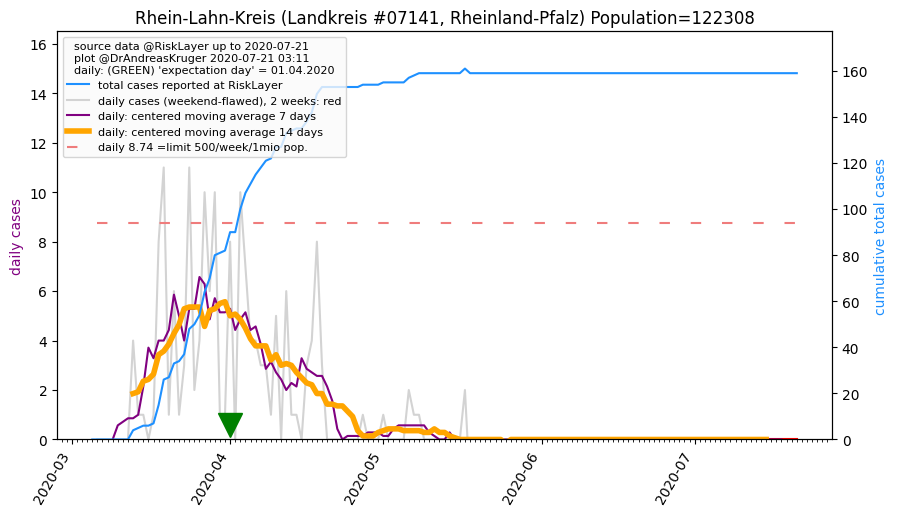 Rhein-Lahn-Kreis (Landkreis #07141, Rheinland-Pfalz) Population=122308
source data @RiskLayer up to 2020-07-21
plot @DrAndreasKruger 2020-07-21 03:11
daily: (GREEN) 'expectation day' = 01.04.2020
total cases reported at RiskLayer
daily cases (weekend-flawed), 2 weeks: red
daily: centered moving average 7 days
daily: centered moving average 14 days
daily 8.74 =limit 500/week/1mio pop.
daily cases
16
14
12
10
8
6
4
2
0
cumulative total cases
160
140
120
100
80
60
40
20
0
2020-03
2020-04
2020-05
2020-06
2020-07